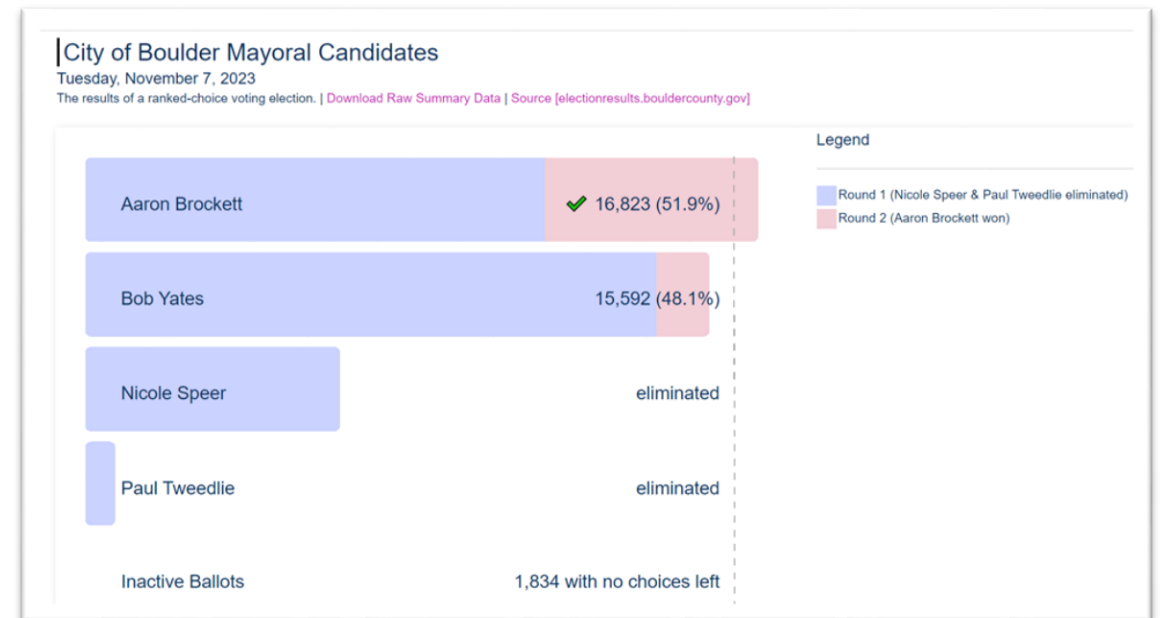 City of Boulder Mayoral Candidates
Tuesday, November 7, 2023
The results of a ranked-choice voting election. | Download Raw Summary Data | Source [electionresults.bouldercounty.gov]
Legend
Round 1 (Nicole Speer & Paul Tweedlie eliminated)
Round 2 (Aaron Brockett won)
Aaron Brockett ✔ 16,823 (51.9%)
Bob Yates 15,592 (48.1%)
Nicole Speer eliminated
Paul Tweedlie eliminated
Inactive Ballots 1,834 with no choices left